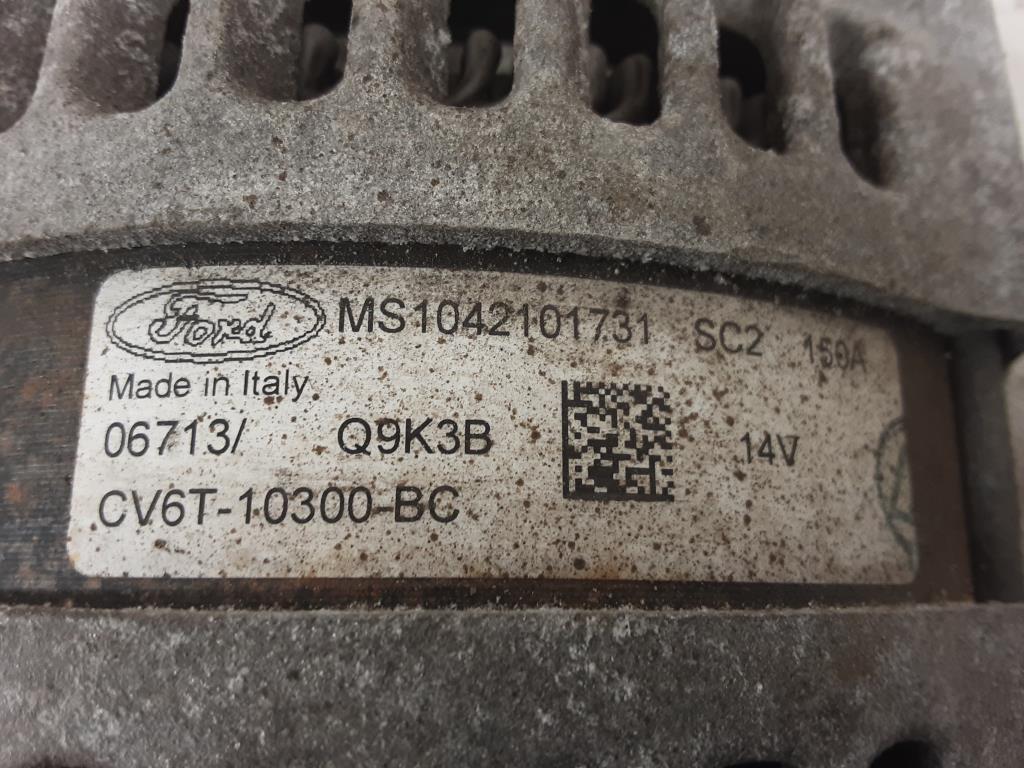 Ford MS1042101731 SC2 150A
Made in Italy
06713/ Q9K3B 14V
CV6T-10300-BC